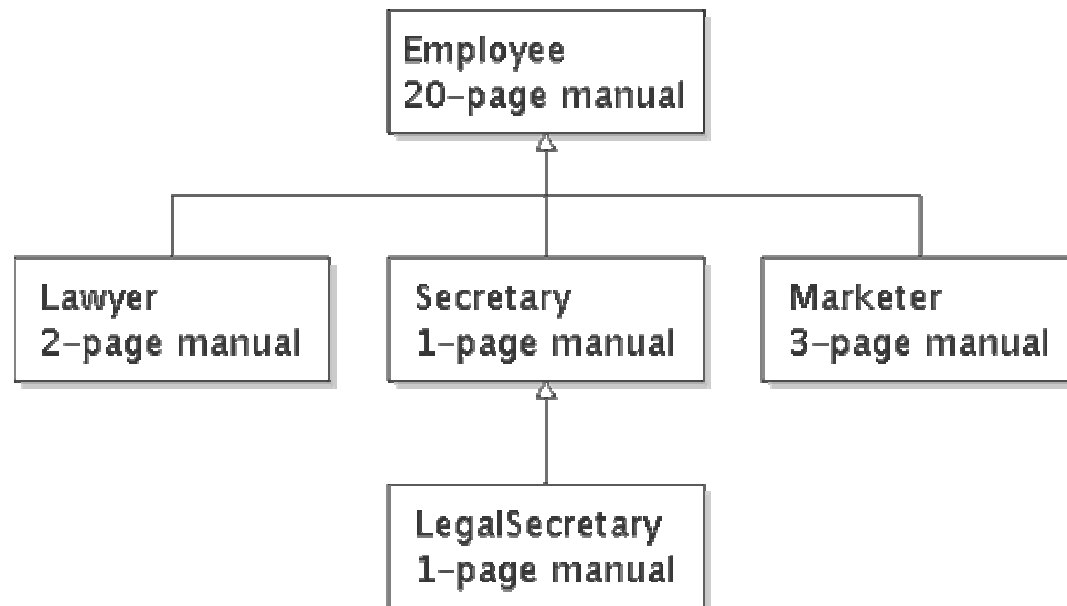 Employee
20-page manual
Lawyer
2-page manual
Secretary
1-page manual
Marketer
3-page manual
LegalSecretary
1-page manual